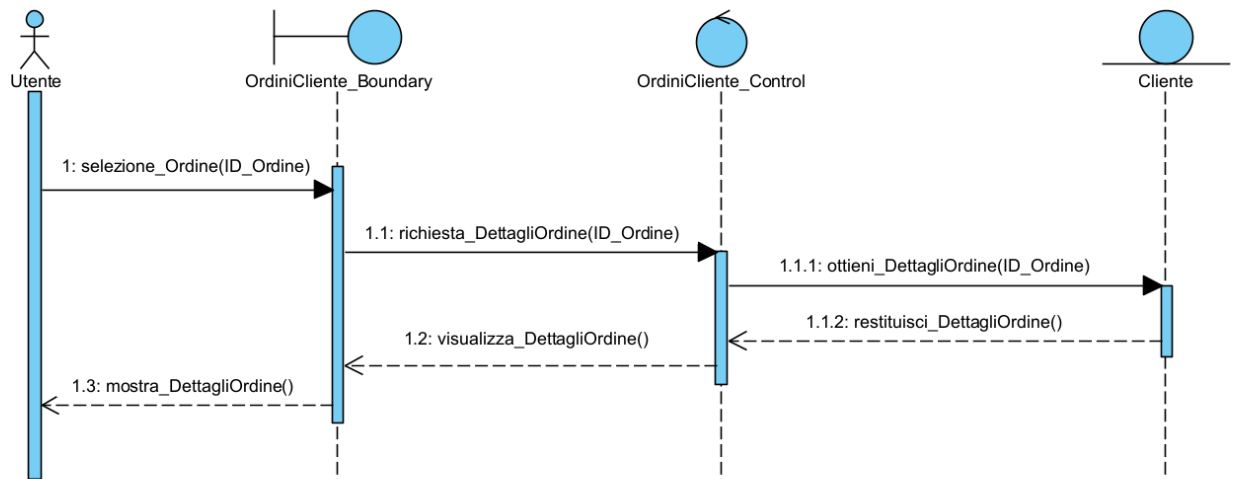 Utente
OrdiniCliente_Boundary
OrdiniCliente_Control
Cliente
1: selezione_Ordine(ID_Ordine)
1.1: richiesta_DettagliOrdine(ID_Ordine)
1.1.1: ottieni_DettagliOrdine(ID_Ordine)
1.1.2: restituisci_DettagliOrdine()
1.2: visualizza_DettagliOrdine()
1.3: mostra_DettagliOrdine()